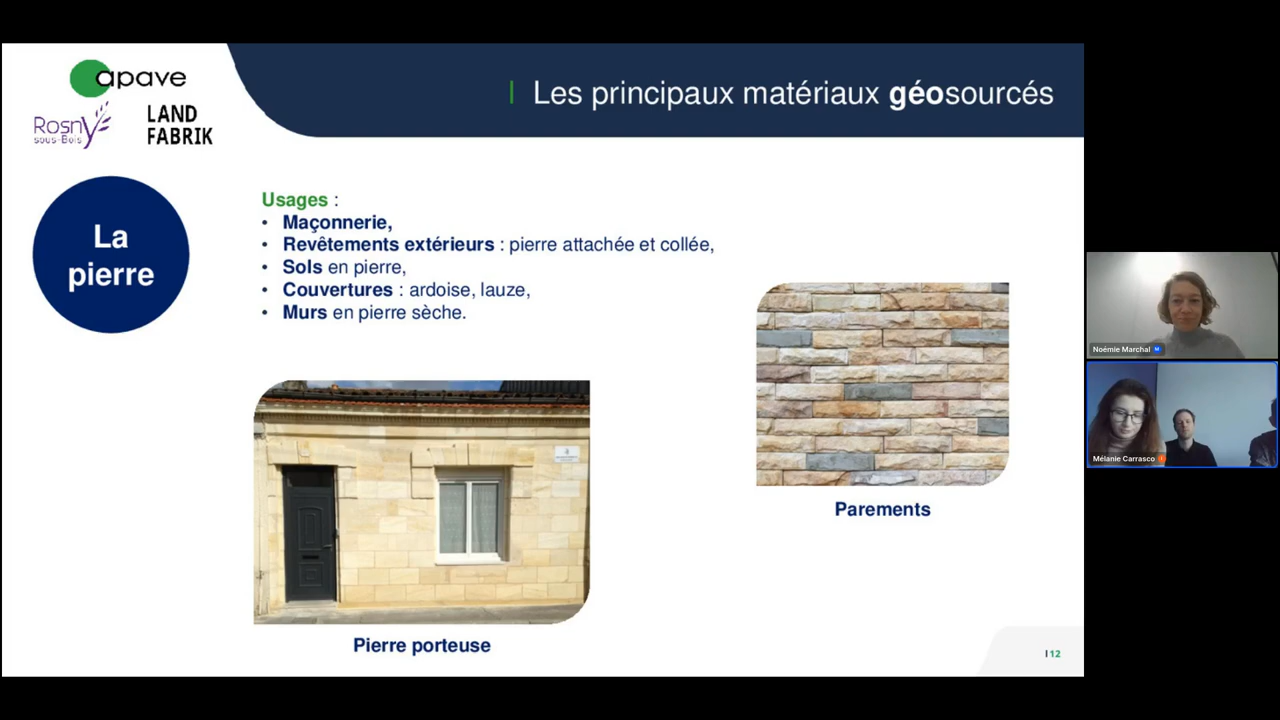 apave
Rosny
sous-Bois
LAND
FABRIK
| Les principaux matériaux géosourcés
La
pierre
Usages :
• Maçonnerie,
• Revêtements extérieurs : pierre attachée et collée,
• Sols en pierre,
• Couvertures : ardoise, lauze,
• Murs en pierre sèche.
Parements
Pierre porteuse
Noémie Marchal
Mélanie Carrasco
12